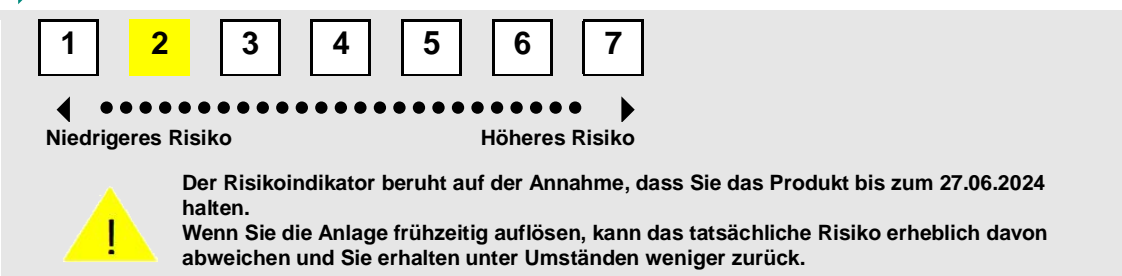 1 2 3 4 5 6 7
Niedrigeres Risiko Höheres Risiko
Der Risikoindikator beruht auf der Annahme, dass Sie das Produkt bis zum 27.06.2024
halten.
Wenn Sie die Anlage frühzeitig auflösen, kann das tatsächliche Risiko erheblich davon
abweichen und Sie erhalten unter Umständen weniger zurück.
!